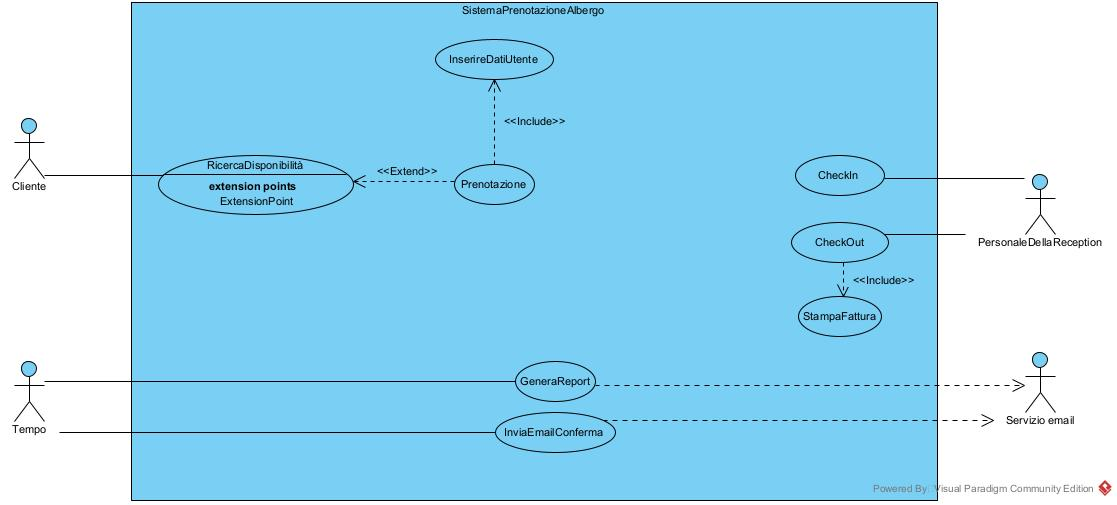 SistemaPrenotazioneAlbergo
InserireDatiUtente
<<Include>>
Cliente
RicercaDisponibilità
extension points
ExtensionPoint
<<Extend>>
Prenotazione
CheckIn
PersonaleDellaReception
CheckOut
<<Include>>
StampaFattura
Tempo
GeneraReport
Servizio email
InviaEmailConferma
Powered By Visual Paradigm Community Edition